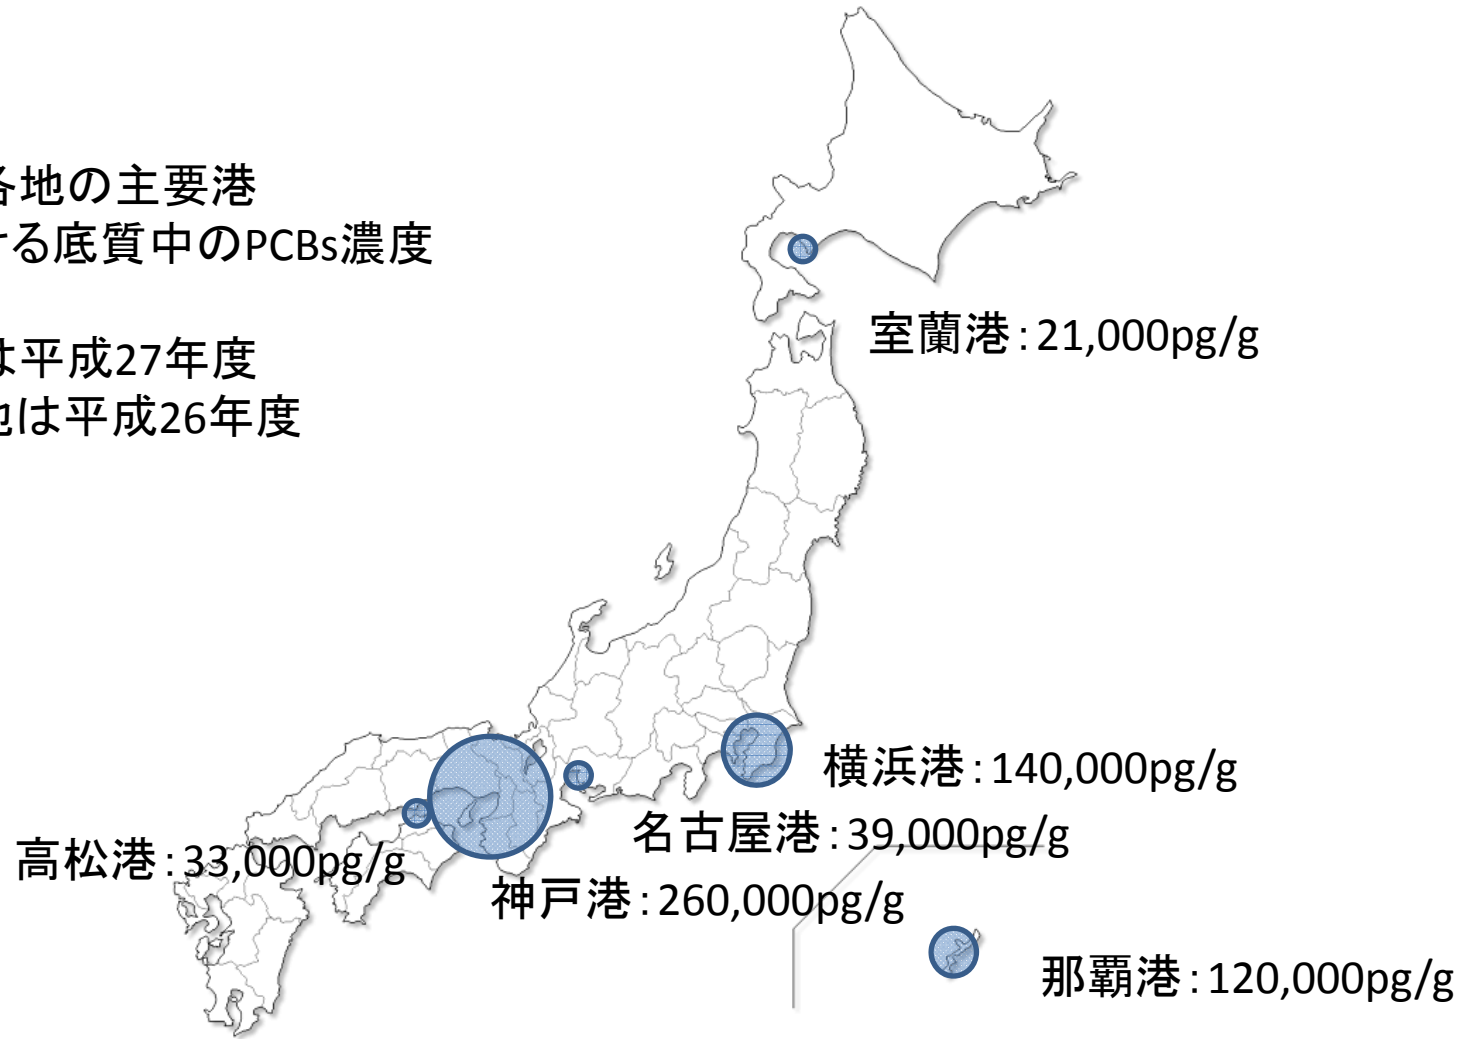 各地の主要港
ける底質中のPCBs濃度
は平成27年度
他は平成26年度
室蘭港：21,000pg/g
横浜港：140,000pg/g
名古屋港：39,000pg/g
高松港：33,000pg/g
神戸港：260,000pg/g
那覇港：120,000pg/g